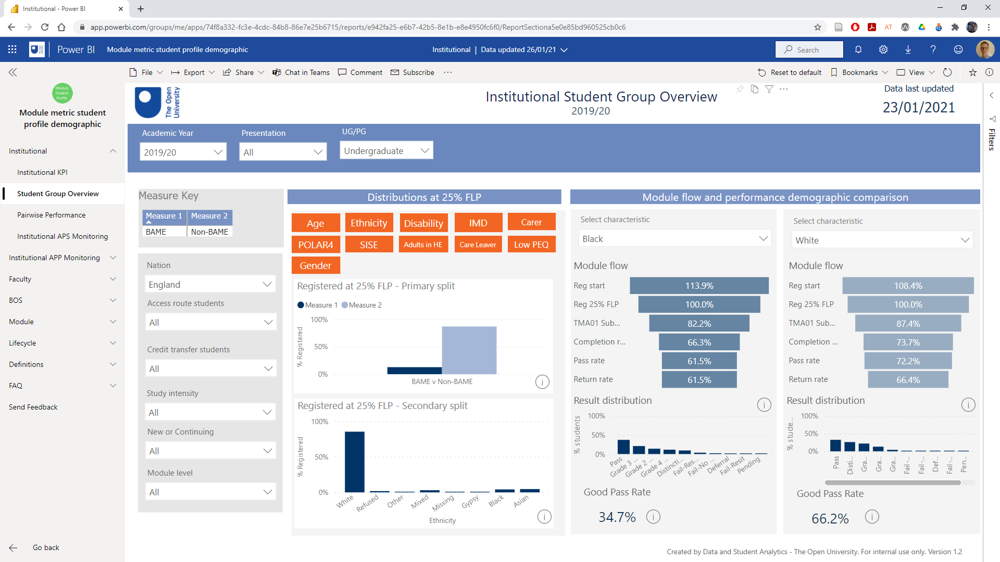 Institutional - Power BI
app.powerbi.com/groups/me/apps/74f8a332-fc3e-4cdc-84b8-86e7e25b6715/reports/e942fa25-e6b7-42b5-8e1b-e8e4950fc6f0/ReportSectiona5e0e85bd960525cb0c6
AT
Power BI
Module metric student profile demographic
Institutional | Data updated 26/01/21
Search
File
Export
Share
Chat in Teams
Comment
Subscribe
Reset to default
Bookmarks
View
Module
Student
Profile
Module metric student
profile demographic
Institutional
Institutional KPI
Student Group Overview
Pairwise Performance
Institutional APS Monitoring
Institutional APP Monitoring
Faculty
BOS
Module
Lifecycle
Definitions
FAQ
Send Feedback
Go back
The Open
University
Institutional Student Group Overview
2019/20
Data last updated
23/01/2021
Filters
Academic Year
2019/20
Presentation
All
UG/PG
Undergraduate
Measure Key
Measure 1
Measure 2
BAME
Non-BAME
Nation
England
Access route students
All
Credit transfer students
All
Study intensity
All
New or Continuing
All
Module level
All
Distributions at 25% FLP
Age
Ethnicity
Disability
IMD
Carer
POLAR4
SISE
Adults in HE
Care Leaver
Low PEQ
Gender
Registered at 25% FLP - Primary split
Measure 1
Measure 2
% Registered
100%
50%
0%
BAME v Non-BAME
Registered at 25% FLP - Secondary split
% Registered
100%
50%
0%
White
Refused
Other
Mixed
Missing
Gypsy
Black
Asian
Ethnicity
Module flow and performance demographic comparison
Select characteristic
Black
Module flow
Reg start 113.9%
Reg 25% FLP 100.0%
TMA01 Sub... 82.2%
Completion r... 66.3%
Pass rate 61.5%
Return rate 61.5%
Result distribution
% students
100%
50%
0%
Pass
Grade 3 ...
Grade 2 ...
Grade 4 ...
Distincti...
Fail-Res...
Fail-No ...
Deferral
Fail-Resit
Pending
Good Pass Rate
34.7%
Select characteristic
White
Module flow
Reg start 108.4%
Reg 25% FLP 100.0%
TMA01 Sub... 87.4%
Completion ... 73.7%
Pass rate 72.2%
Return rate 66.4%
Result distribution
% stude...
100%
50%
0%
Pass
Disti...
Gra...
Gra...
Gra...
Fail-...
Fail-...
Def...
Fail-...
Pen...
Good Pass Rate
66.2%
Created by Data and Student Analytics - The Open University. For internal use only. Version 1.2